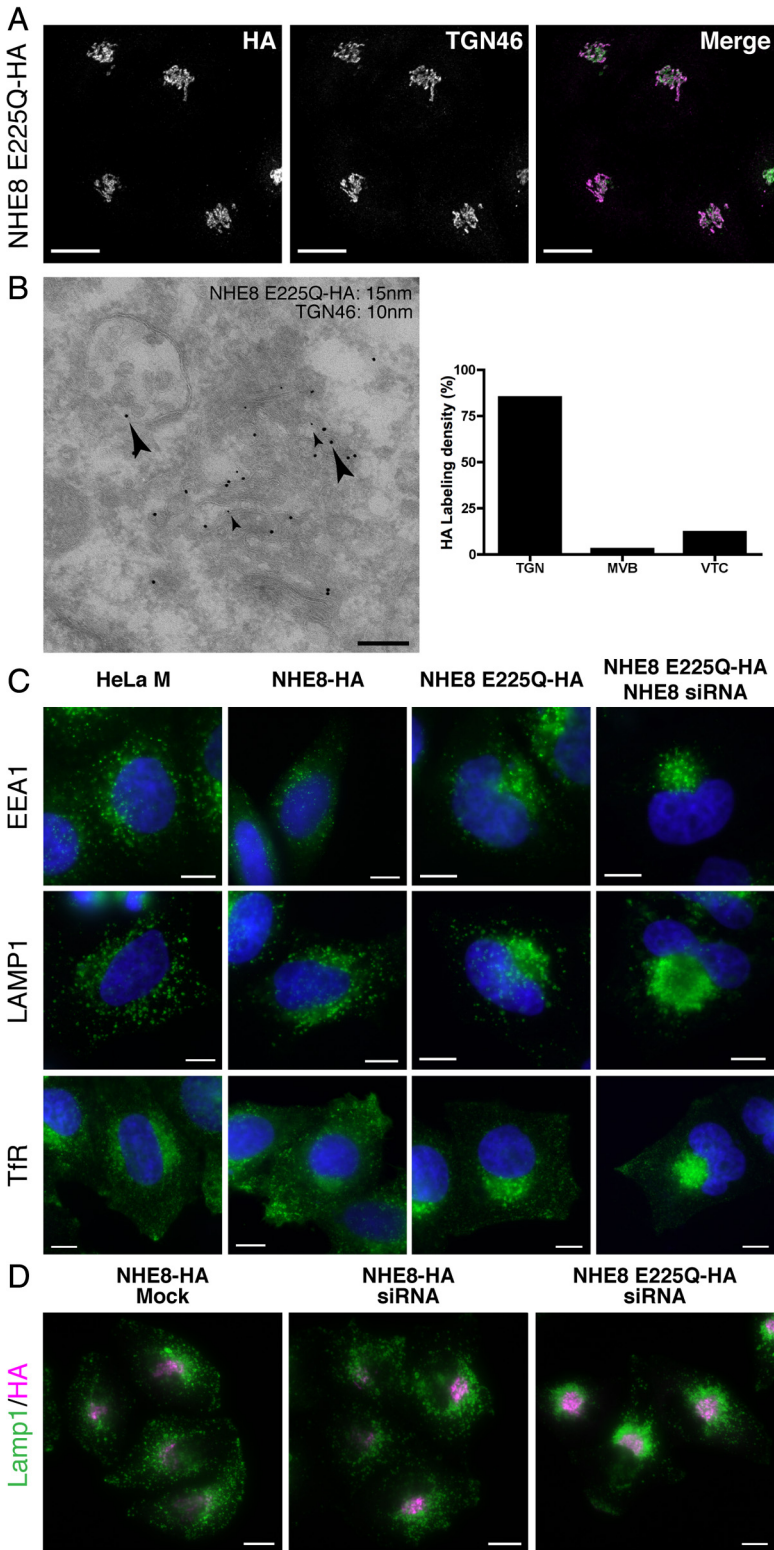 A
NHE8 E225Q-HA
HA
TGN46
Merge
B
NHE8 E225Q-HA: 15nm
TGN46: 10nm
HA Labeling density (%)
100
75
50
25
0
TGN
MVB
VTC
C
HeLa M
NHE8-HA
NHE8 E225Q-HA
NHE8 E225Q-HA
NHE8 siRNA
EEA1
LAMP1
TfR
D
NHE8-HA
Mock
NHE8-HA
siRNA
NHE8 E225Q-HA
siRNA
Lamp1/HA